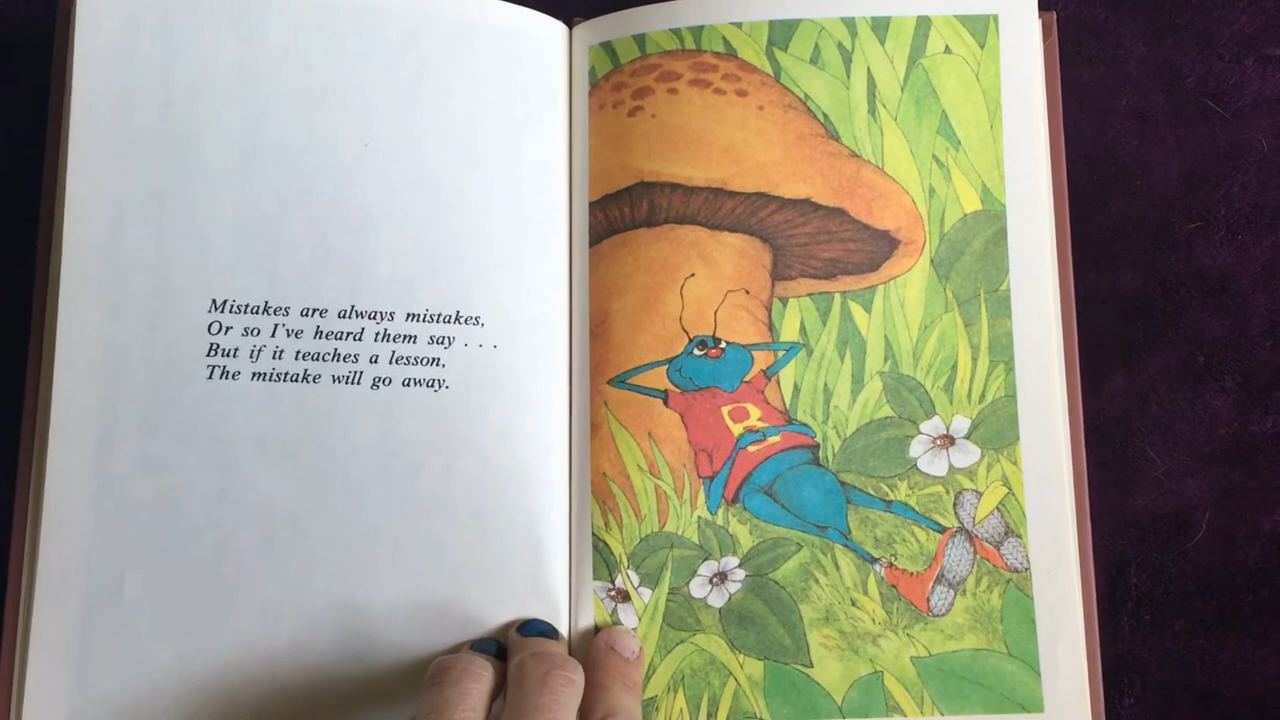 Mistakes are always mistakes,
Or so I've heard them say . . .
But if it teaches a lesson,
The mistake will go away.
B